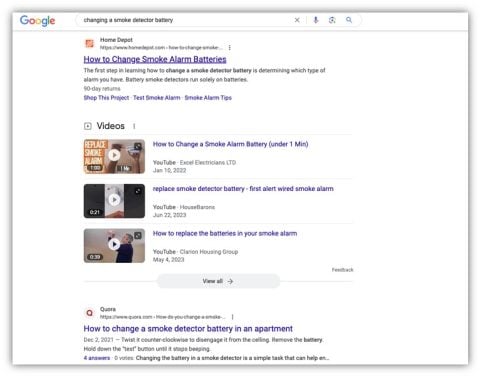 Google
changing a smoke detector battery
Home Depot
https://www.homedepot.com › how-to-change-smoke-...
How to Change Smoke Alarm Batteries
The first step in learning how to change a smoke detector battery is determining which type of
alarm you have. Battery smoke detectors run solely on batteries.
90-day returns
Shop This Project · Test Smoke Alarm · Smoke Alarm Tips
Videos
REPLACE
SMOKE
ALARM
1:00
How to Change a Smoke Alarm Battery (under 1 Min)
YouTube · Excel Electricians LTD
Jan 10, 2022
0:21
replace smoke detector battery - first alert wired smoke alarm
YouTube · HouseBarons
Jun 22, 2023
0:39
How to replace the batteries in your smoke alarm
YouTube · Clarion Housing Group
May 4, 2023
Feedback
View all
Quora
https://www.quora.com › How-do-you-change-a-smoke-...
How to change a smoke detector battery in an apartment
Dec 2, 2021 — Twist it counter-clockwise to disengage it from the ceiling. Remove the battery.
Hold down the "test" button until it stops beeping.
4 answers · 0 votes: Changing the battery in a smoke detector is a simple task that can help en...